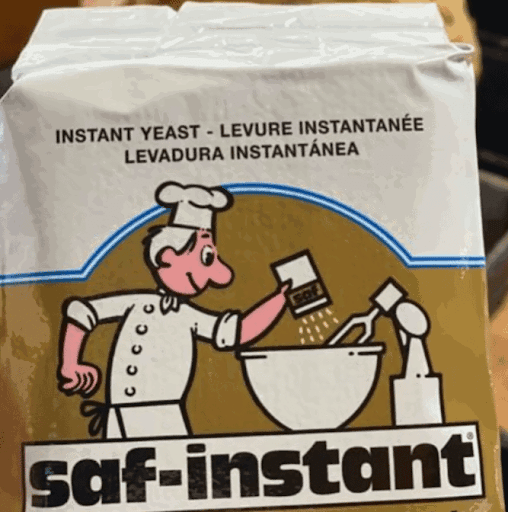 INSTANT YEAST - LEVURE INSTANTANÉE
LEVADURA INSTANTÁNEA
saf
saf-instant®